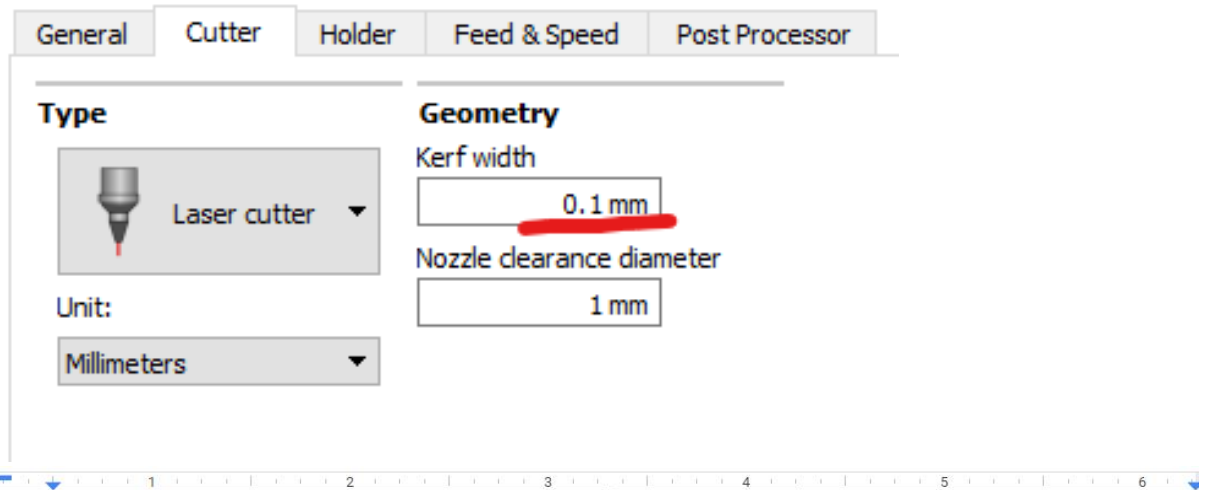 General Cutter Holder Feed & Speed Post Processor
Type
Laser cutter
Unit:
Millimeters
Geometry
Kerf width
0.1 mm
Nozzle clearance diameter
1 mm
1 2 3 4 5 6